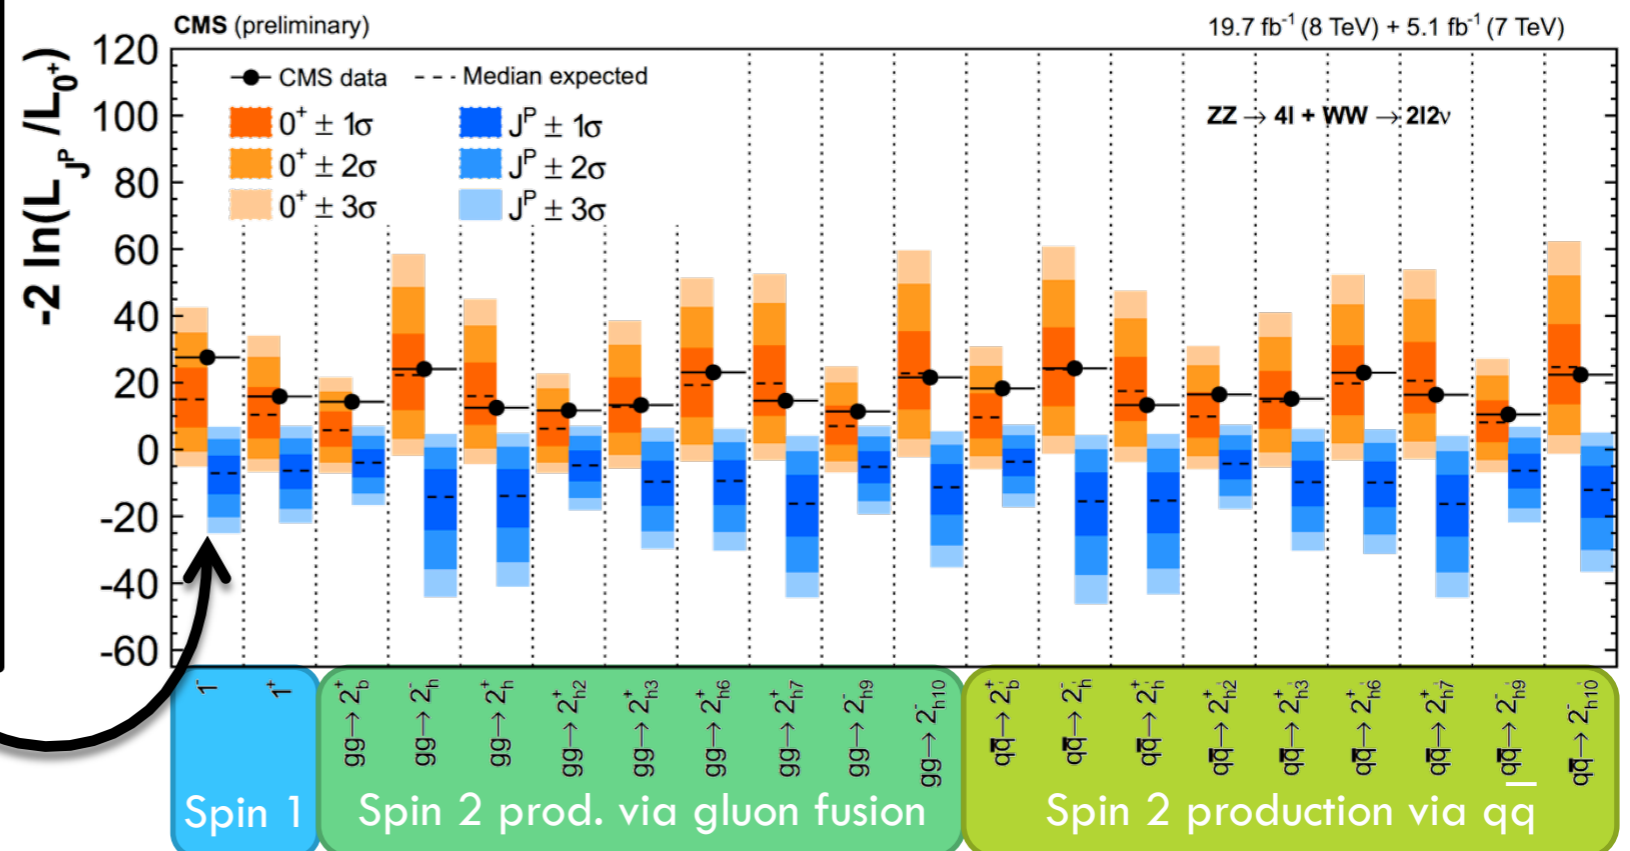 CMS (preliminary)
19.7 fb⁻¹ (8 TeV) + 5.1 fb⁻¹ (7 TeV)
-2 ln(L_Jᴾ /L_0⁺)
120
100
80
60
40
20
0
-20
-40
-60
CMS data
Median expected
0⁺ ± 1σ
Jᴾ ± 1σ
0⁺ ± 2σ
Jᴾ ± 2σ
0⁺ ± 3σ
Jᴾ ± 3σ
ZZ → 4l + WW → 2l2ν
1⁻
1⁺
gg→ 2⁺_b
gg→ 2⁻_h
gg→ 2⁺_h
gg→ 2⁺_h2
gg→ 2⁺_h3
gg→ 2⁺_h6
gg→ 2⁺_h7
gg→ 2⁻_h9
gg→ 2⁻_h10
qq̅→ 2⁺_b
qq̅→ 2⁻_h
qq̅→ 2⁺_h
qq̅→ 2⁺_h2
qq̅→ 2⁺_h3
qq̅→ 2⁺_h6
qq̅→ 2⁺_h7
qq̅→ 2⁻_h9
qq̅→ 2⁻_h10
Spin 1
Spin 2 prod. via gluon fusion
Spin 2 production via qq̅